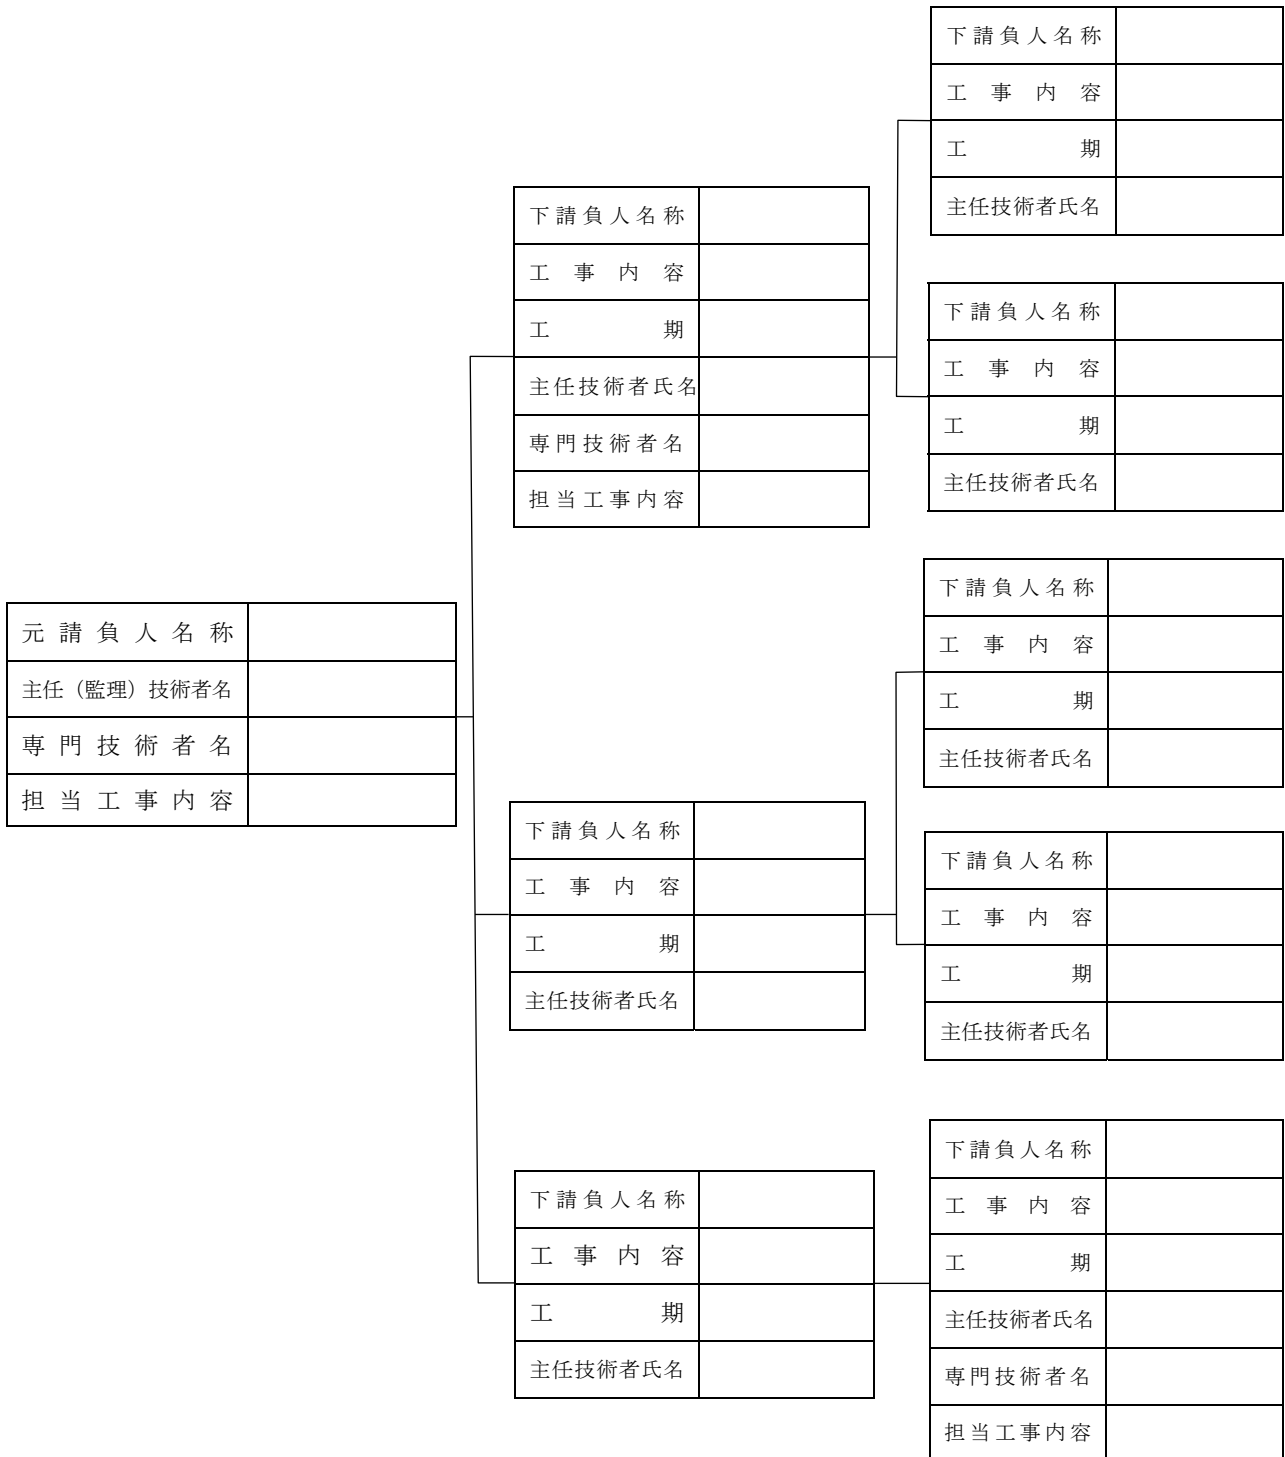 元請負人名称
主任（監理）技術者名
専門技術者名
担当工事内容
下請負人名称
工事内容
工期
主任技術者氏名
専門技術者名
担当工事内容
下請負人名称
工事内容
工期
主任技術者氏名
下請負人名称
工事内容
工期
主任技術者氏名
下請負人名称
工事内容
工期
主任技術者氏名
下請負人名称
工事内容
工期
主任技術者氏名
下請負人名称
工事内容
工期
主任技術者氏名
下請負人名称
工事内容
工期
主任技術者氏名
下請負人名称
工事内容
工期
主任技術者氏名
専門技術者名
担当工事内容